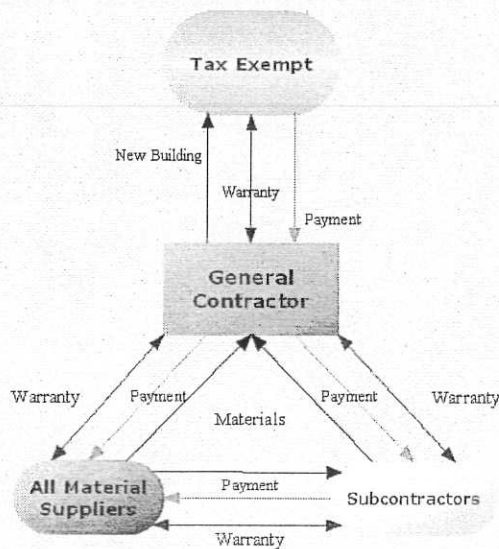 Tax Exempt
New Building
Warranty
Payment
General
Contractor
Warranty
Payment
Payment
Warranty
Materials
All Material
Suppliers
Payment
Subcontractors
Warranty